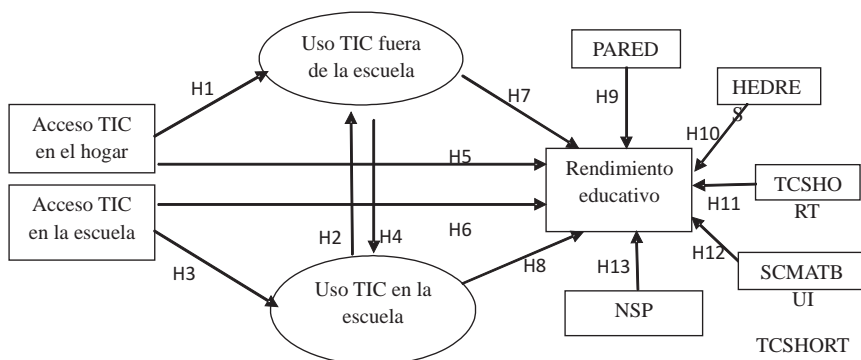 Uso TIC fuera
de la escuela
PARED
HEDRE
S
H1
H7
H9
H10
Acceso TIC
en el hogar
H5
Rendimiento
educativo
TCSHO
RT
H11
Acceso TIC
en la escuela
H2
H4
H6
H12
H3
H8
H13
Uso TIC en la
escuela
NSP
SCMATB
UI
TCSHORT